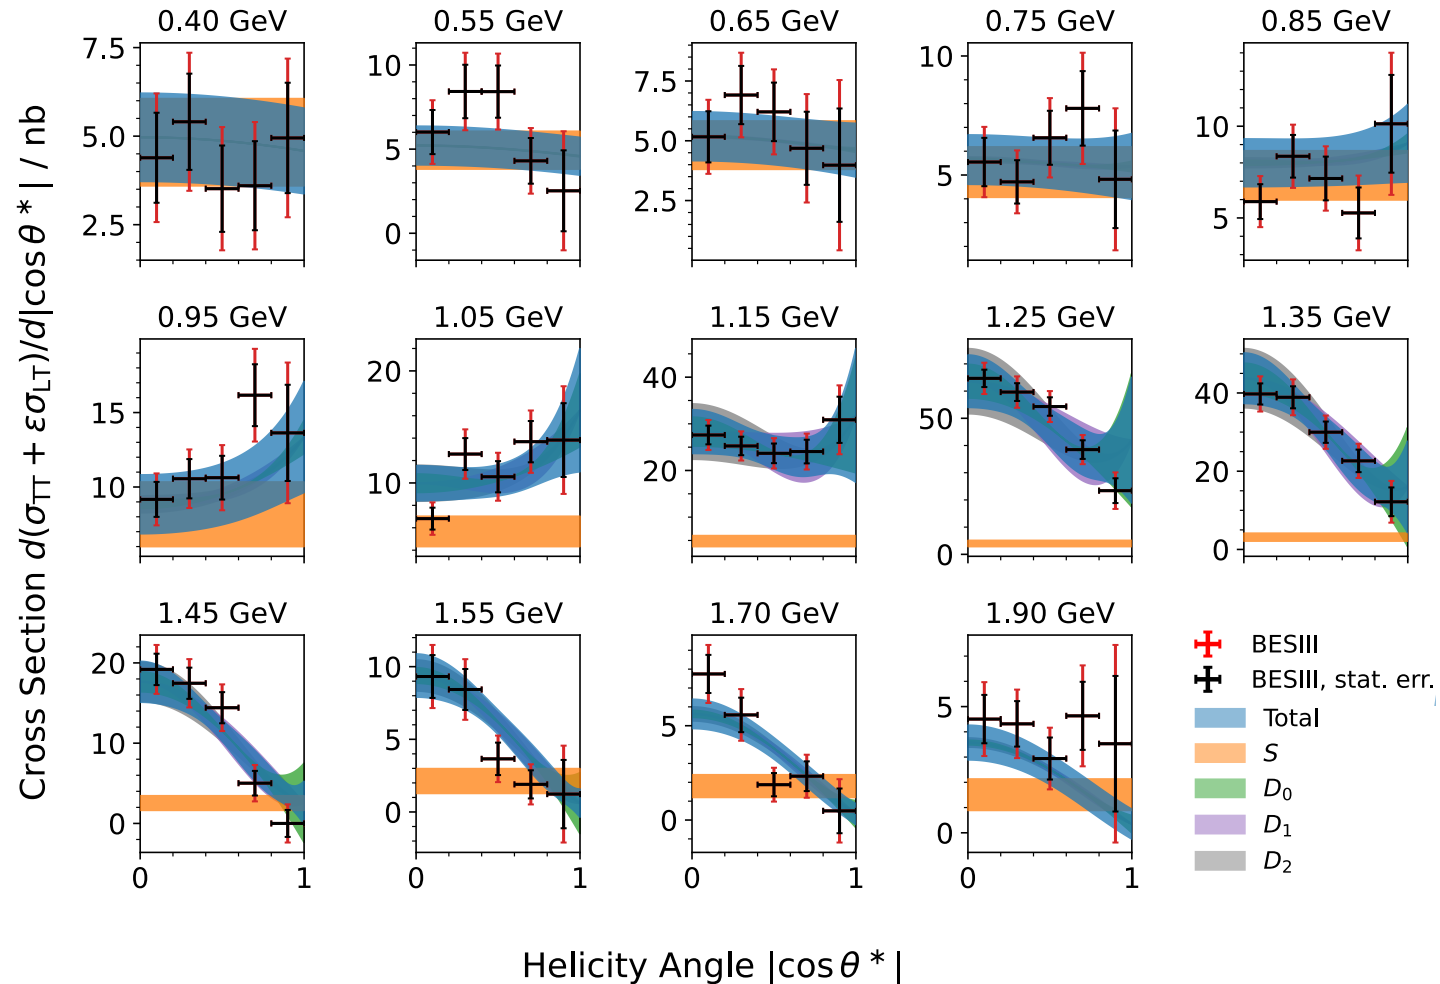 0.40 GeV 0.55 GeV 0.65 GeV 0.75 GeV 0.85 GeV
7.5 5.0 2.5
10 5 0
7.5 5.0 2.5
10 5
10 5
0.95 GeV 1.05 GeV 1.15 GeV 1.25 GeV 1.35 GeV
15 10
20 10
40 20
50 0
40 20 0
1.45 GeV 1.55 GeV 1.70 GeV 1.90 GeV
20 10 0
10 5 0
5 0
5 0
0 1 0 1 0 1 0 1
Cross Section d(σTT + εσLT)/d|cos θ *| / nb
Helicity Angle |cos θ *|
BESIII
BESIII, stat. err.
Total
S
D0
D1
D2